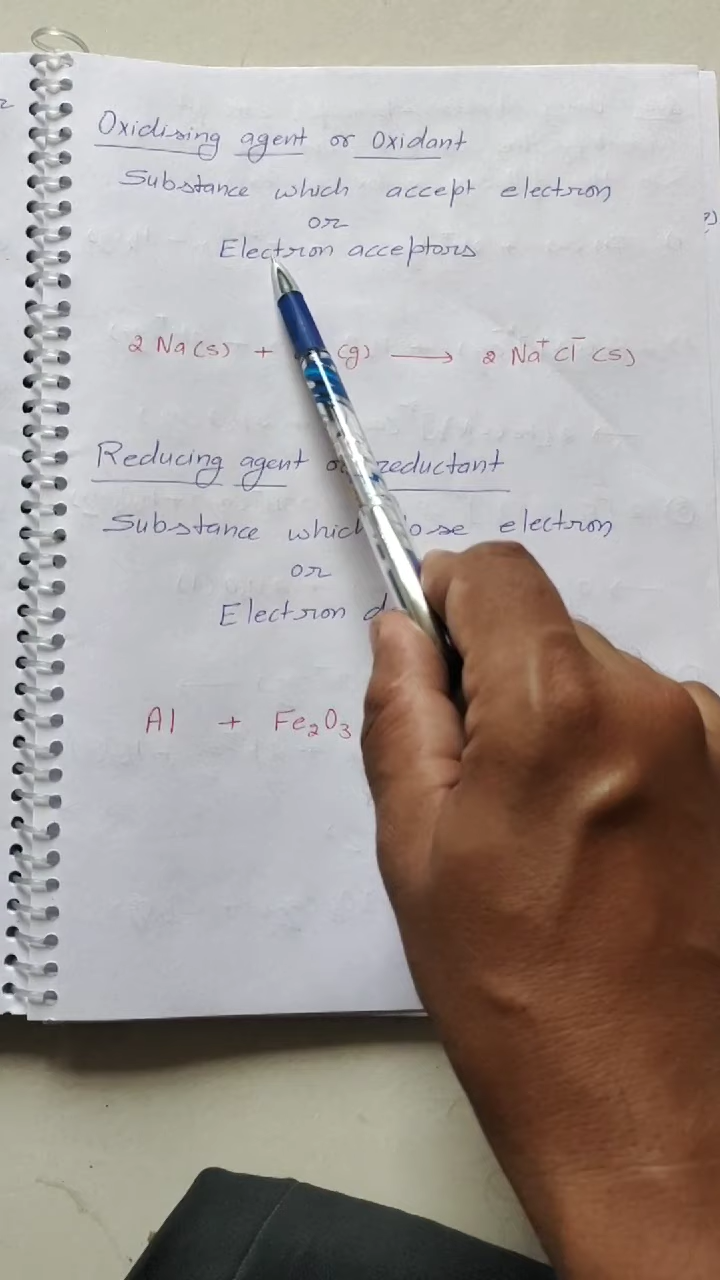 Oxidising agent or Oxidant
Substance which accept electron
or
Electron acceptors
2 Na(s) + (g) ⟶ 2 Na⁺Cl⁻ (s)
Reducing agent reductant
Substance which lose electron
or
Electron
Al + Fe₂O₃